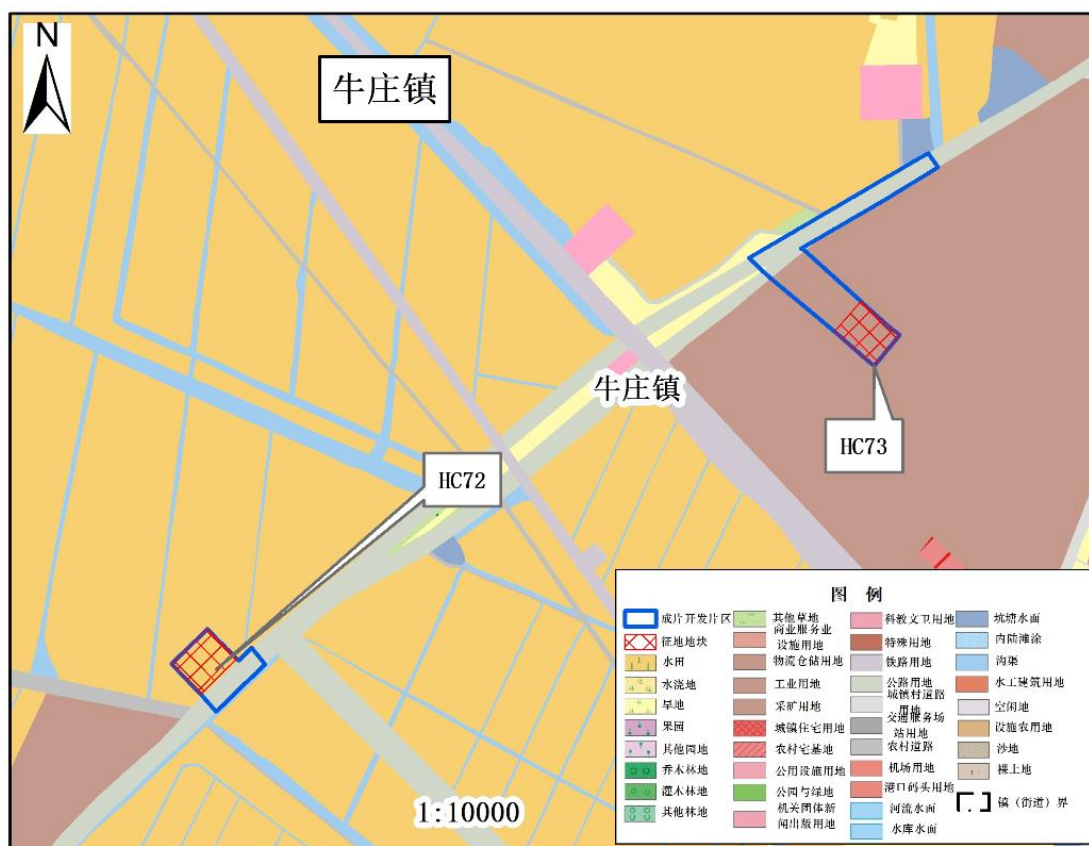 N
牛庄镇
牛庄镇
HC73
HC72
1:10000
图 例
成片开发片区
征地地块
水田
水浇地
旱地
果园
其他园地
乔木林地
灌木林地
其他林地
其他草地
商业服务业
设施用地
物流仓储用地
工业用地
采矿用地
城镇住宅用地
农村宅基地
公用设施用地
公园与绿地
机关团体新
闻出版用地
科教文卫用地
特殊用地
铁路用地
公路用地
城镇村道路
用地
交通服务场
站用地
农村道路
机场用地
港口码头用地
河流水面
水库水面
坑塘水面
内陆滩涂
沟渠
水工建筑用地
空闲地
设施农用地
沙地
裸土地
镇（街道）界